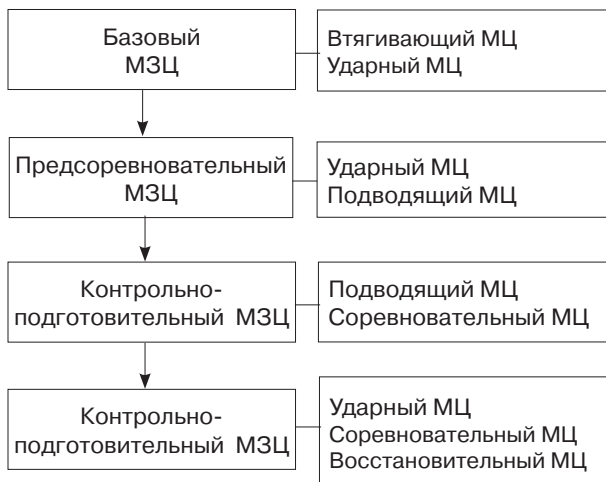 Базовый
МЗЦ
Втягивающий МЦ
Ударный МЦ
Предсоревновательный
МЗЦ
Ударный МЦ
Подводящий МЦ
Контрольно-
подготовительный МЗЦ
Подводящий МЦ
Соревновательный МЦ
Контрольно-
подготовительный МЗЦ
Ударный МЦ
Соревновательный МЦ
Восстановительный МЦ